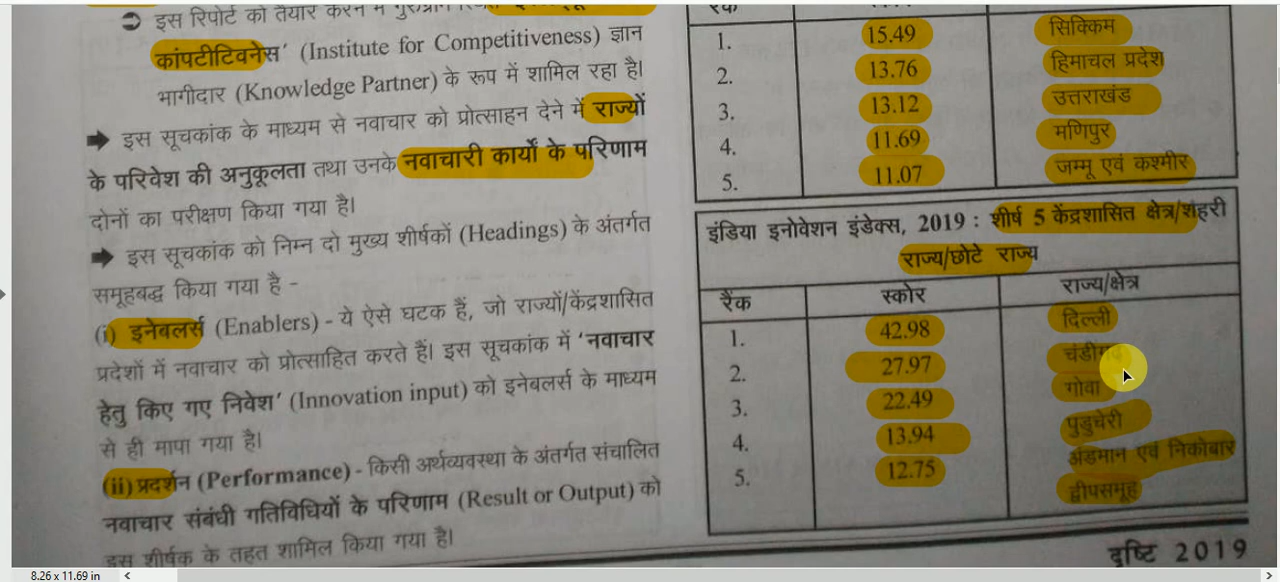 ➲ इस रिपोर्ट को तैयार करने में गुरुग्राम स्थित
कांपटीटिवनेस’ (Institute for Competitiveness) ज्ञान
भागीदार (Knowledge Partner) के रूप में शामिल रहा है।
➡ इस सूचकांक के माध्यम से नवाचार को प्रोत्साहन देने में राज्यों
के परिवेश की अनुकूलता तथा उनके नवाचारी कार्यों के परिणाम
दोनों का परीक्षण किया गया है।
➡ इस सूचकांक को निम्न दो मुख्य शीर्षकों (Headings) के अंतर्गत
समूहबद्ध किया गया है -
(i) इनेबलर्स (Enablers) - ये ऐसे घटक हैं, जो राज्यों/केंद्रशासित
प्रदेशों में नवाचार को प्रोत्साहित करते हैं। इस सूचकांक में ‘नवाचार
हेतु किए गए निवेश’ (Innovation input) को इनेबलर्स के माध्यम
से ही मापा गया है।
(ii) प्रदर्शन (Performance) - किसी अर्थव्यवस्था के अंतर्गत संचालित
नवाचार संबंधी गतिविधियों के परिणाम (Result or Output) को
इस शीर्षक के तहत शामिल किया गया है।
रैंक
1. 15.49 सिक्किम
2. 13.76 हिमाचल प्रदेश
3. 13.12 उत्तराखंड
4. 11.69 मणिपुर
5. 11.07 जम्मू एवं कश्मीर
इंडिया इनोवेशन इंडेक्स, 2019 : शीर्ष 5 केंद्रशासित क्षेत्र/शहरी
राज्य/छोटे राज्य
रैंक स्कोर राज्य/क्षेत्र
1. 42.98 दिल्ली
2. 27.97 चंडीगढ़
3. 22.49 गोवा
4. 13.94 पुडुचेरी
5. 12.75 अंडमान एवं निकोबार
द्वीपसमूह
दृष्टि 2019
8.26 x 11.69 in